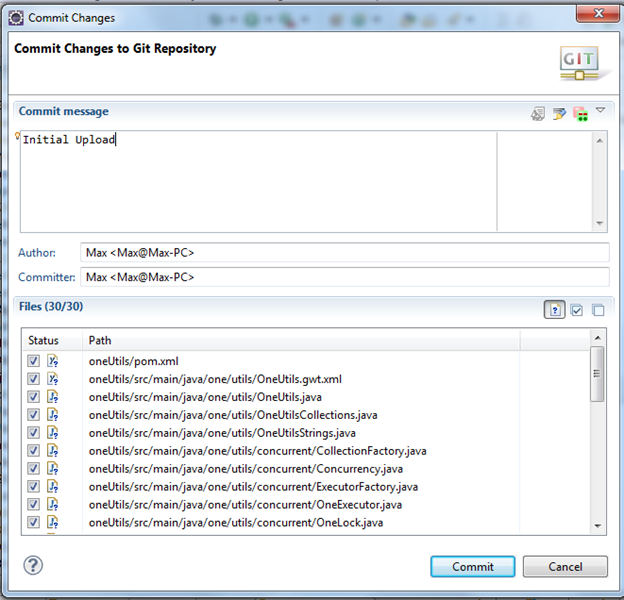 Commit Changes
Commit Changes to Git Repository
GIT
Commit message
Initial Upload
Author: Max <Max@Max-PC>
Committer: Max <Max@Max-PC>
Files (30/30)
Status Path
oneUtils/pom.xml
oneUtils/src/main/java/one/utils/OneUtils.gwt.xml
oneUtils/src/main/java/one/utils/OneUtils.java
oneUtils/src/main/java/one/utils/OneUtilsCollections.java
oneUtils/src/main/java/one/utils/OneUtilsStrings.java
oneUtils/src/main/java/one/utils/concurrent/CollectionFactory.java
oneUtils/src/main/java/one/utils/concurrent/Concurrency.java
oneUtils/src/main/java/one/utils/concurrent/ExecutorFactory.java
oneUtils/src/main/java/one/utils/concurrent/OneExecutor.java
oneUtils/src/main/java/one/utils/concurrent/OneLock.java
? Commit Cancel